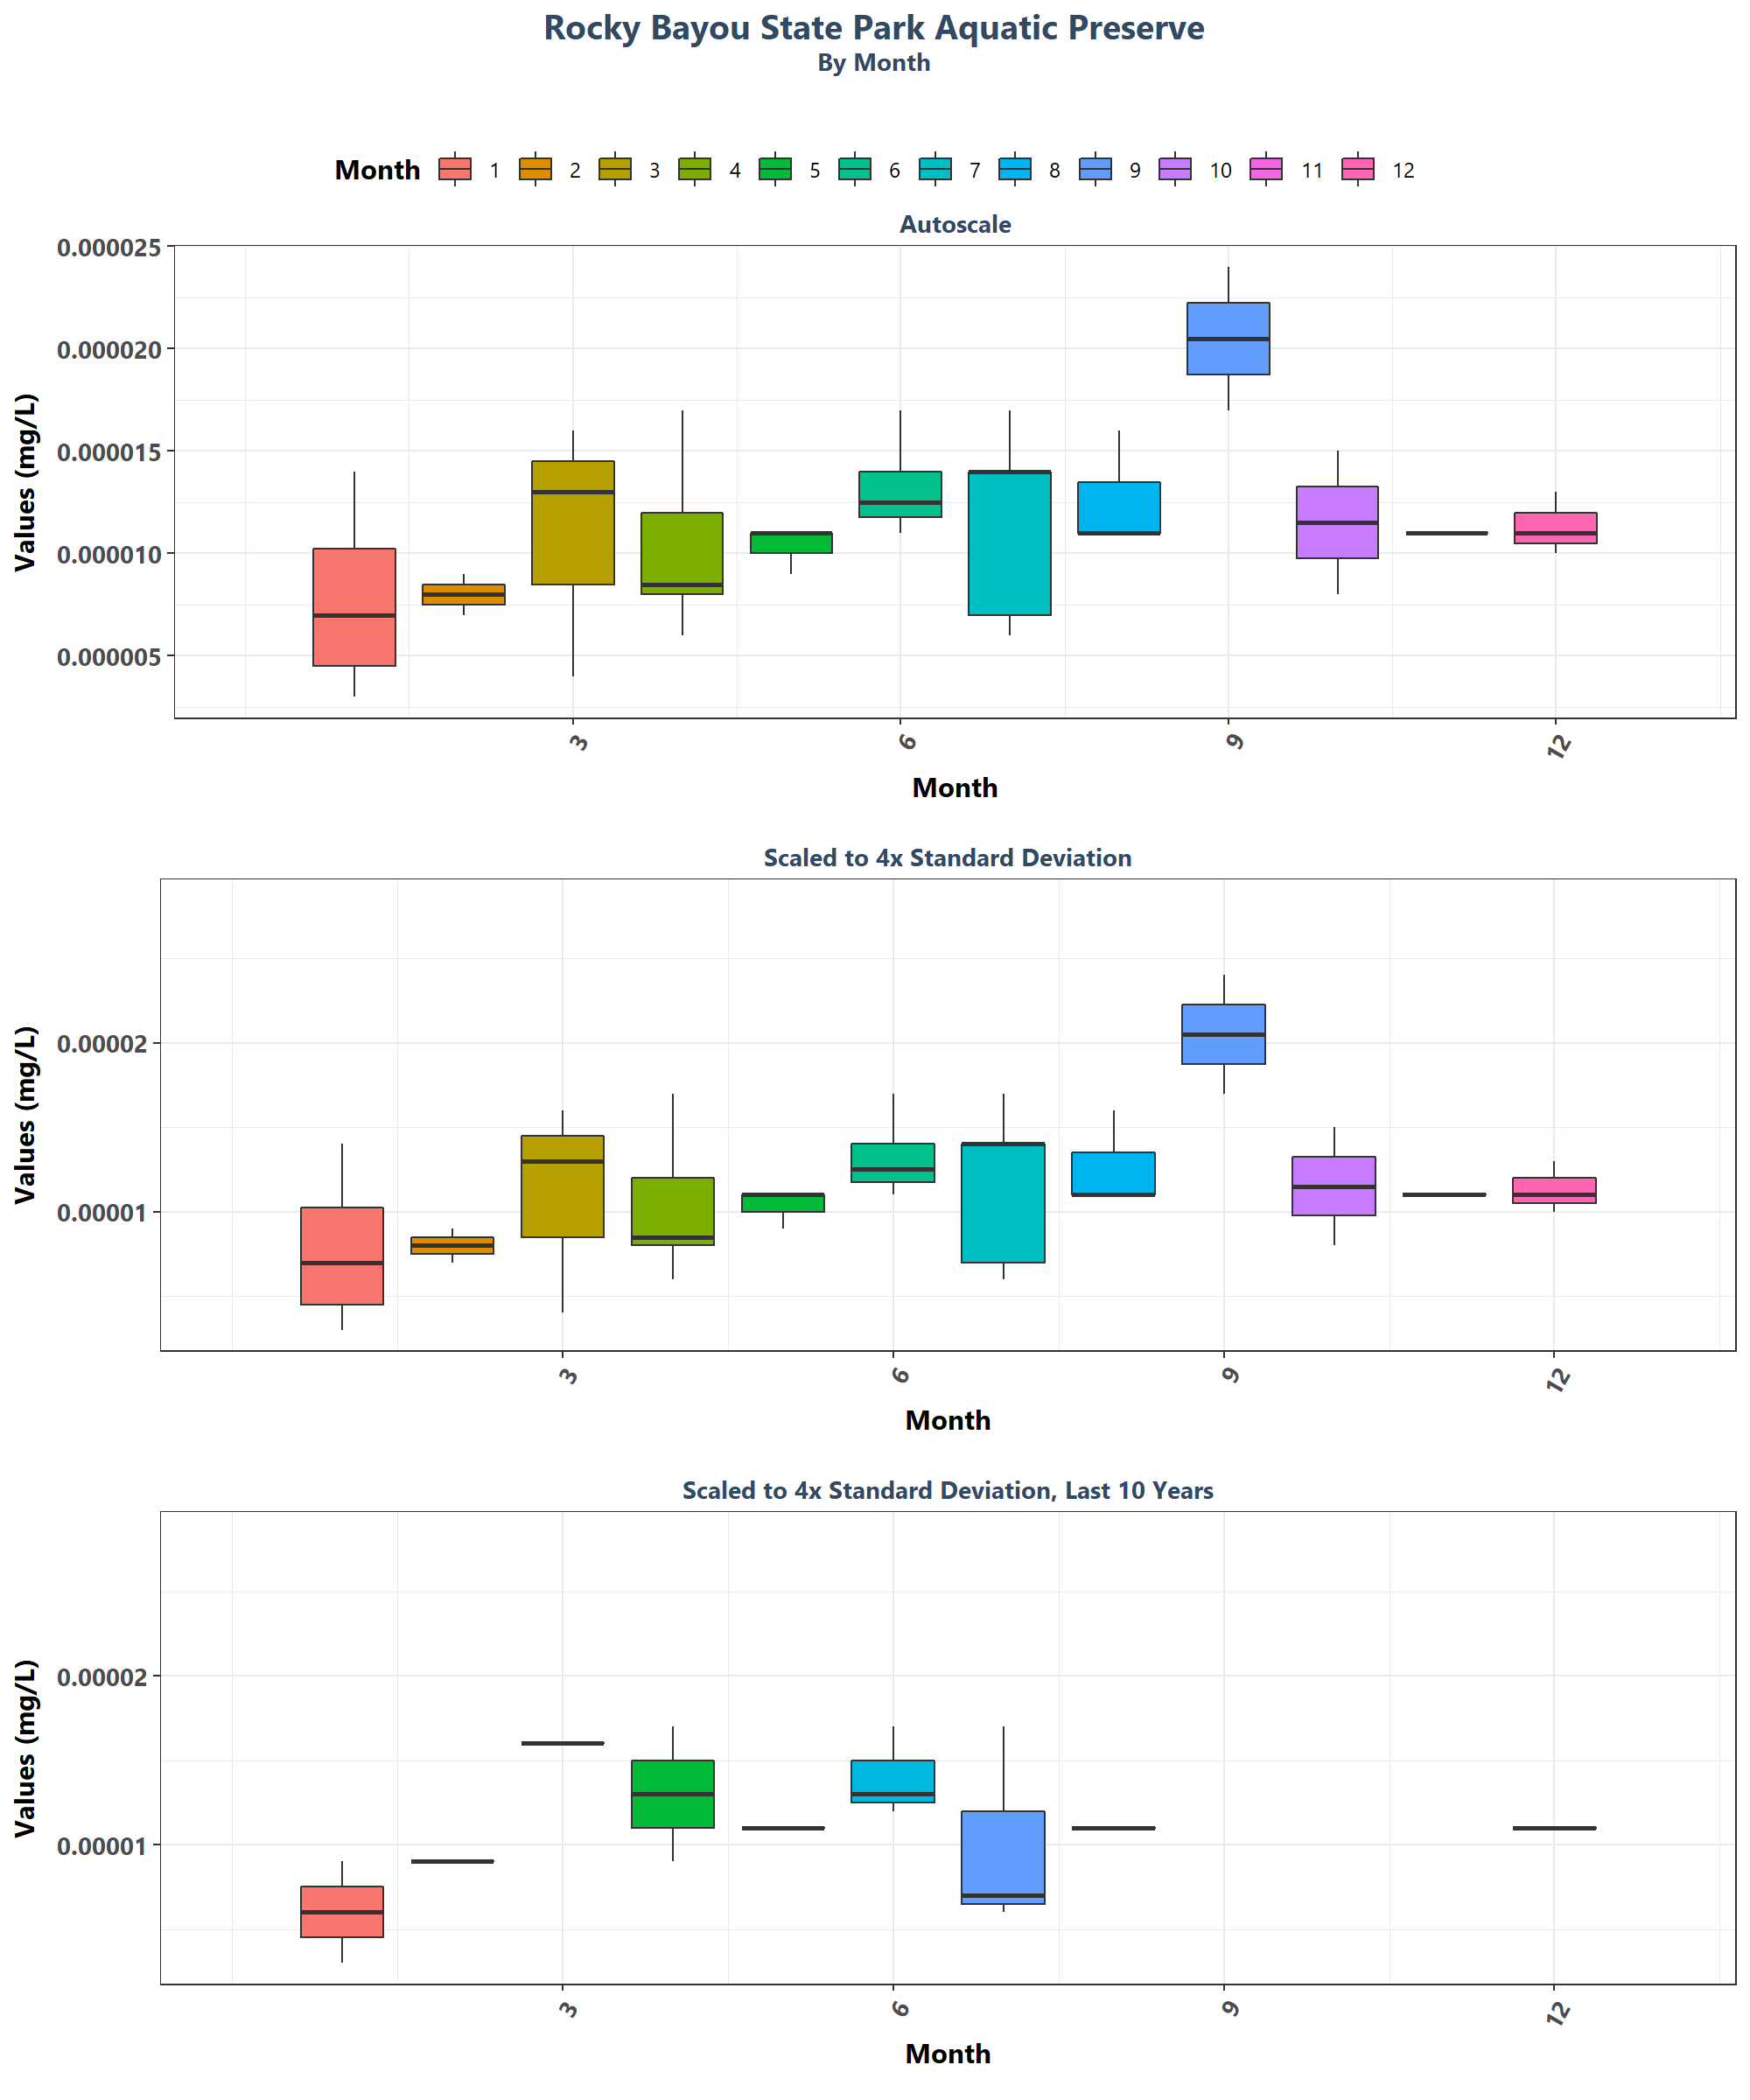 Rocky Bayou State Park Aquatic Preserve
By Month
Month 1 2 3 4 5 6 7 8 9 10 11 12
Autoscale
Values (mg/L)
0.000025
0.000020
0.000015
0.000010
0.000005
3 6 9 12
Month
Scaled to 4x Standard Deviation
Values (mg/L)
0.00002
0.00001
3 6 9 12
Month
Scaled to 4x Standard Deviation, Last 10 Years
Values (mg/L)
0.00002
0.00001
3 6 9 12
Month